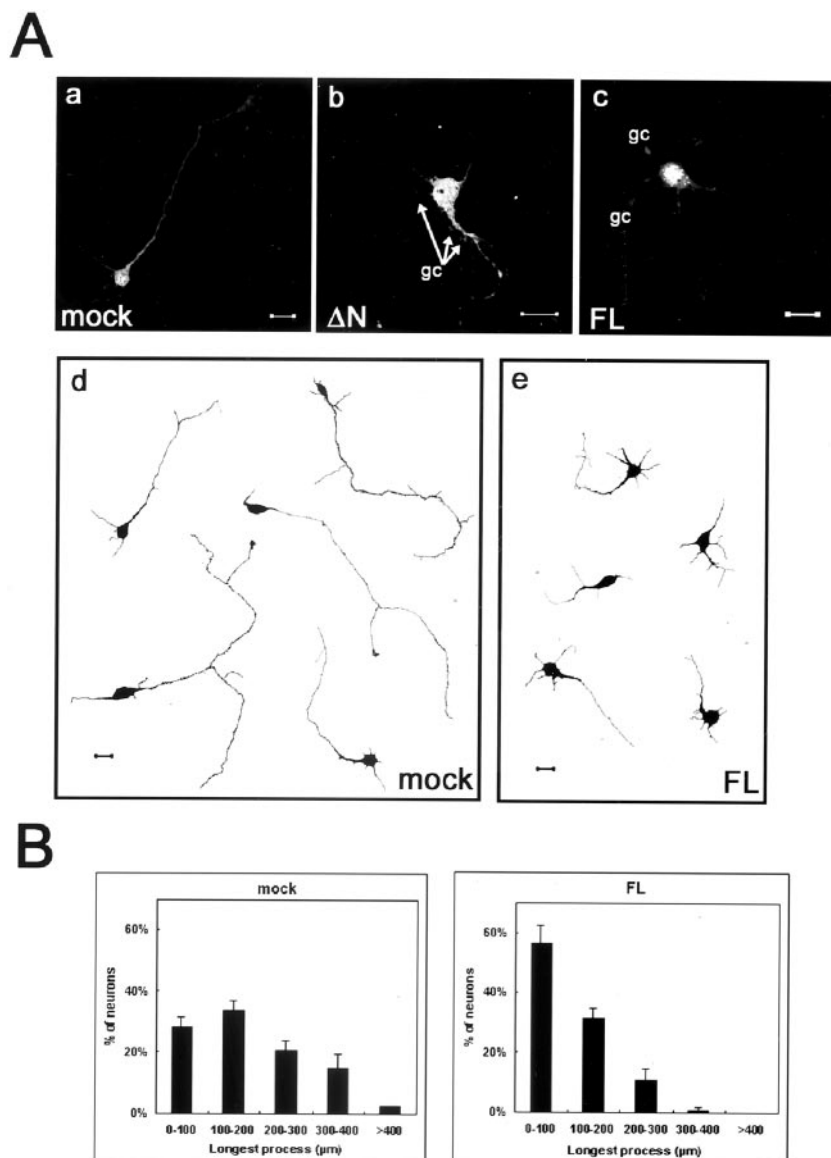 A
a
mock
b
gc
ΔN
c
gc
gc
FL
d
mock
e
FL
B
mock
% of neurons
60%
40%
20%
0%
0-100 100-200 200-300 300-400 >400
Longest process (µm)
FL
% of neurons
60%
40%
20%
0%
0-100 100-200 200-300 300-400 >400
Longest process (µm)